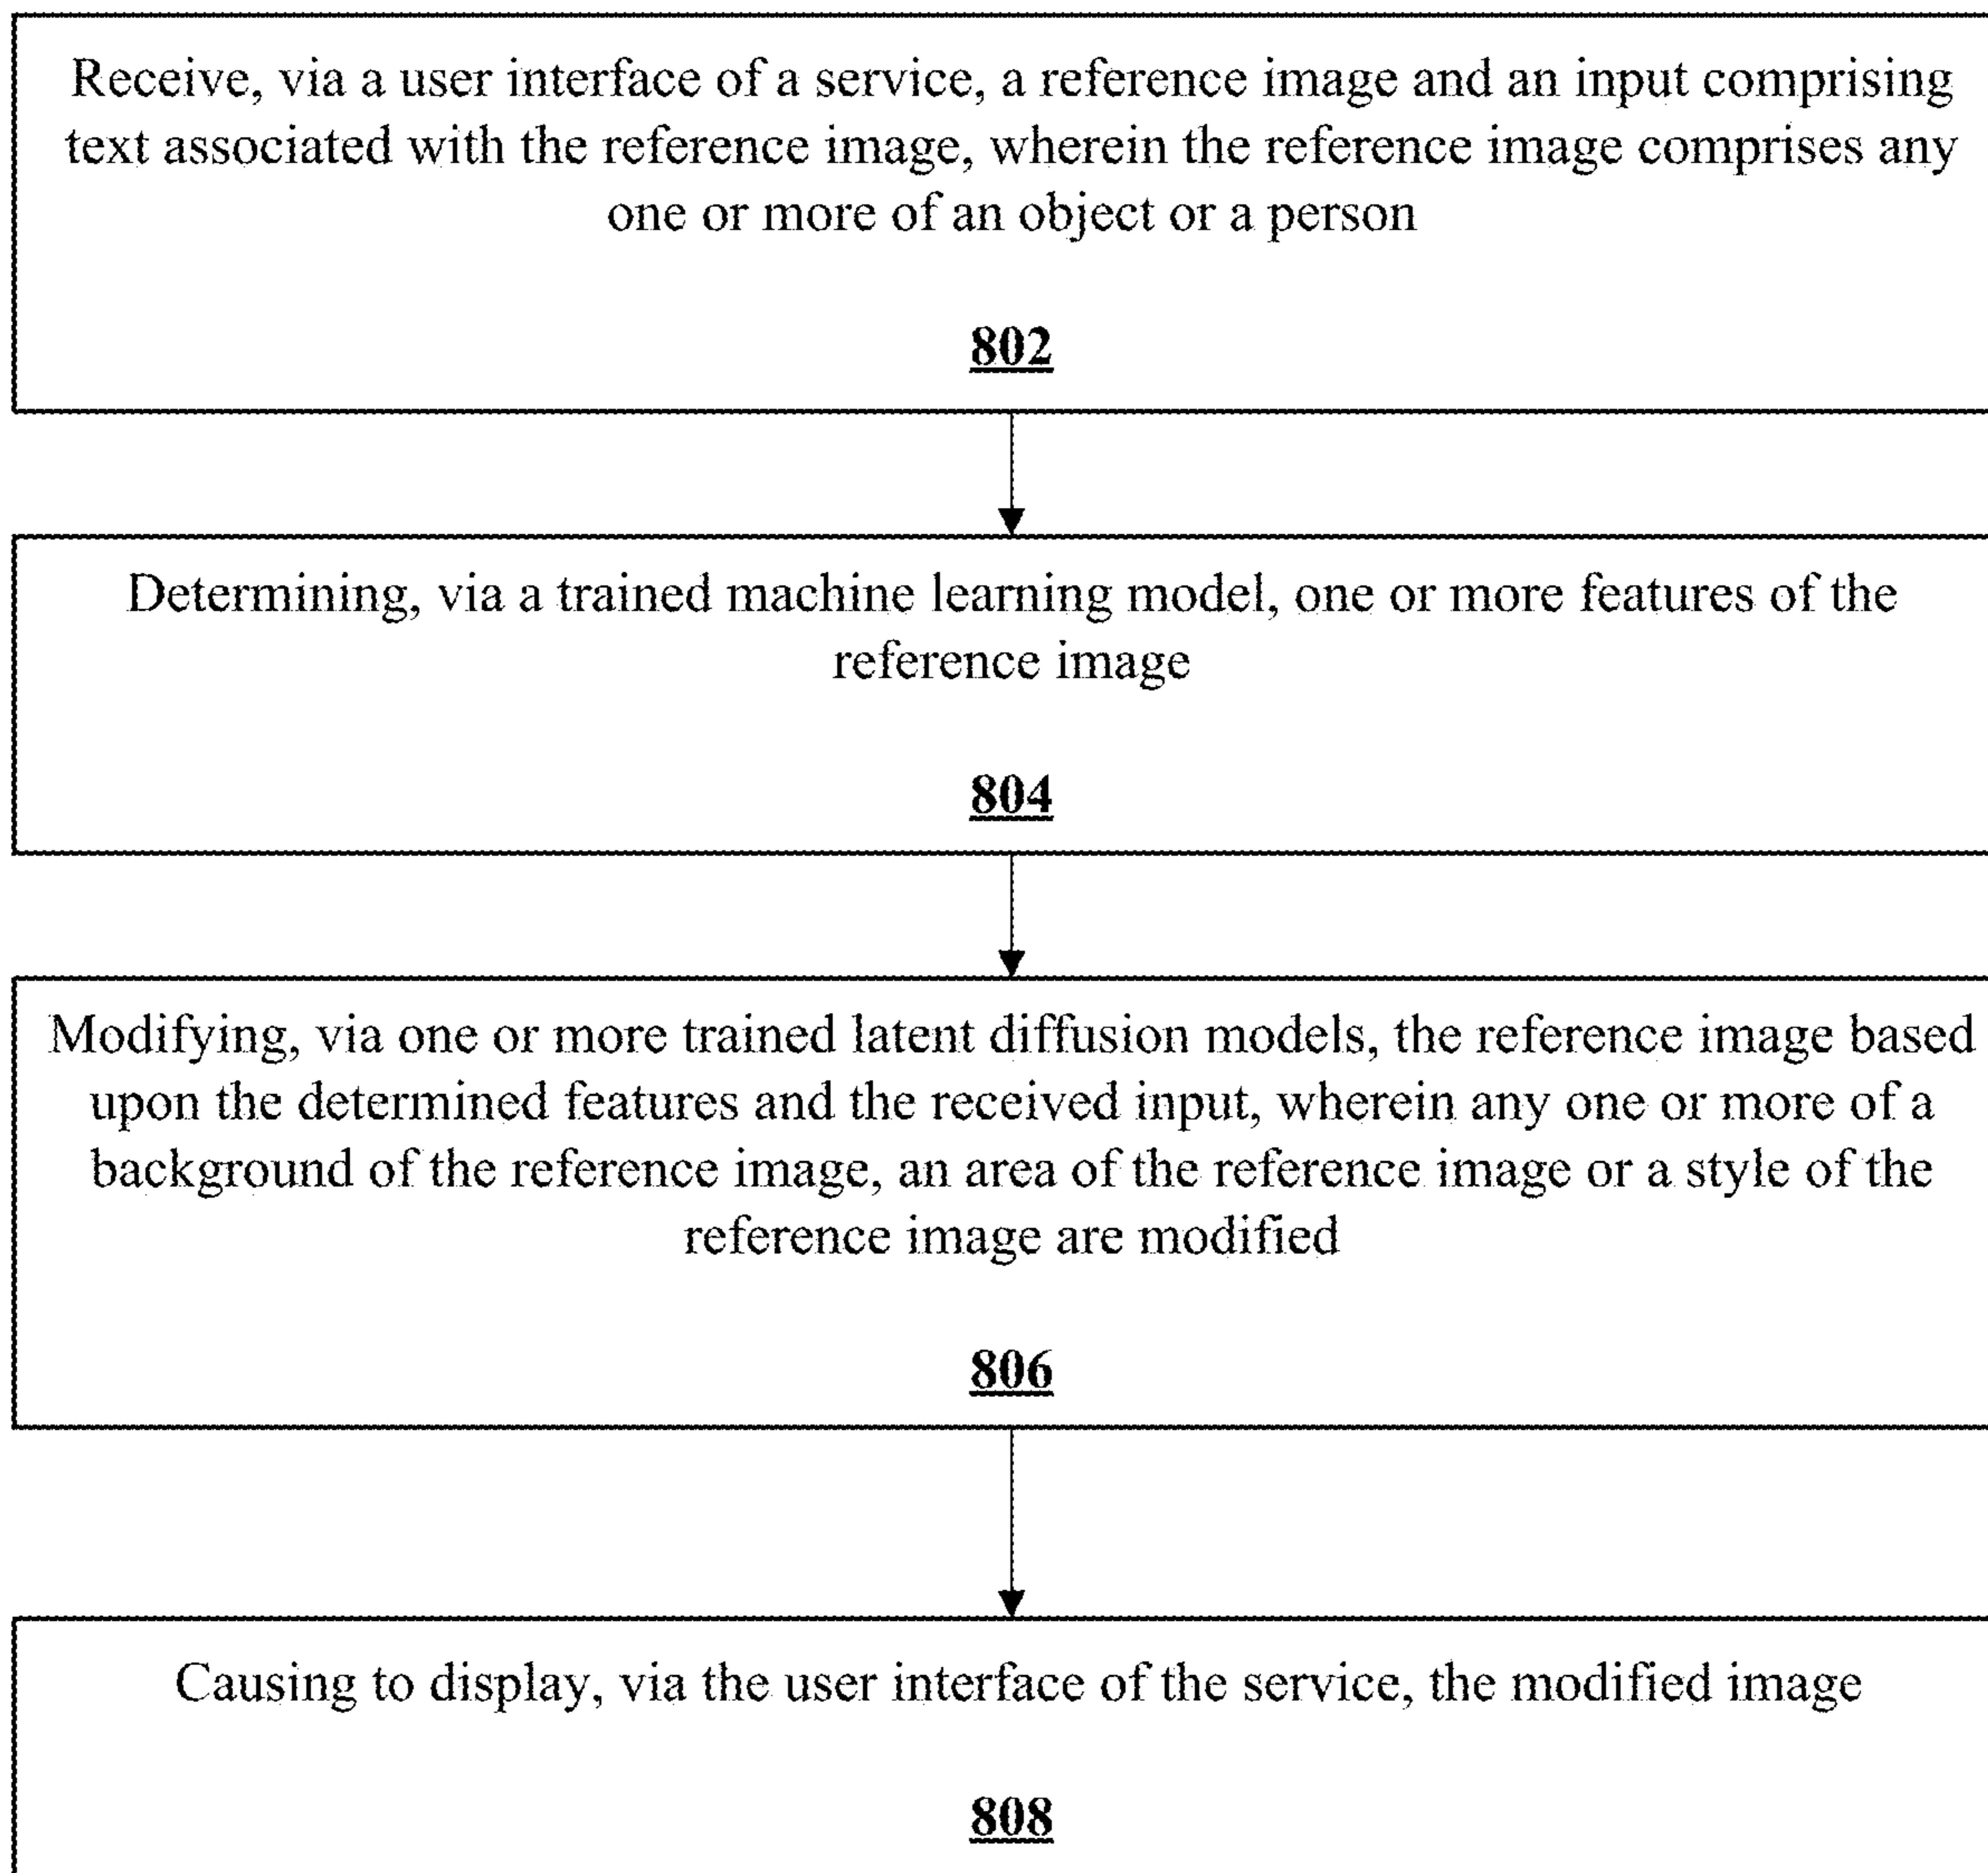 Receive, via a user interface of a service, a reference image and an input comprising
text associated with the reference image, wherein the reference image comprises any
one or more of an object or a person
802
Determining, via a trained machine learning model, one or more features of the
reference image
804
Modifying, via one or more trained latent diffusion models, the reference image based
upon the determined features and the received input, wherein any one or more of a
background of the reference image, an area of the reference image or a style of the
reference image are modified
806
Causing to display, via the user interface of the service, the modified image
808